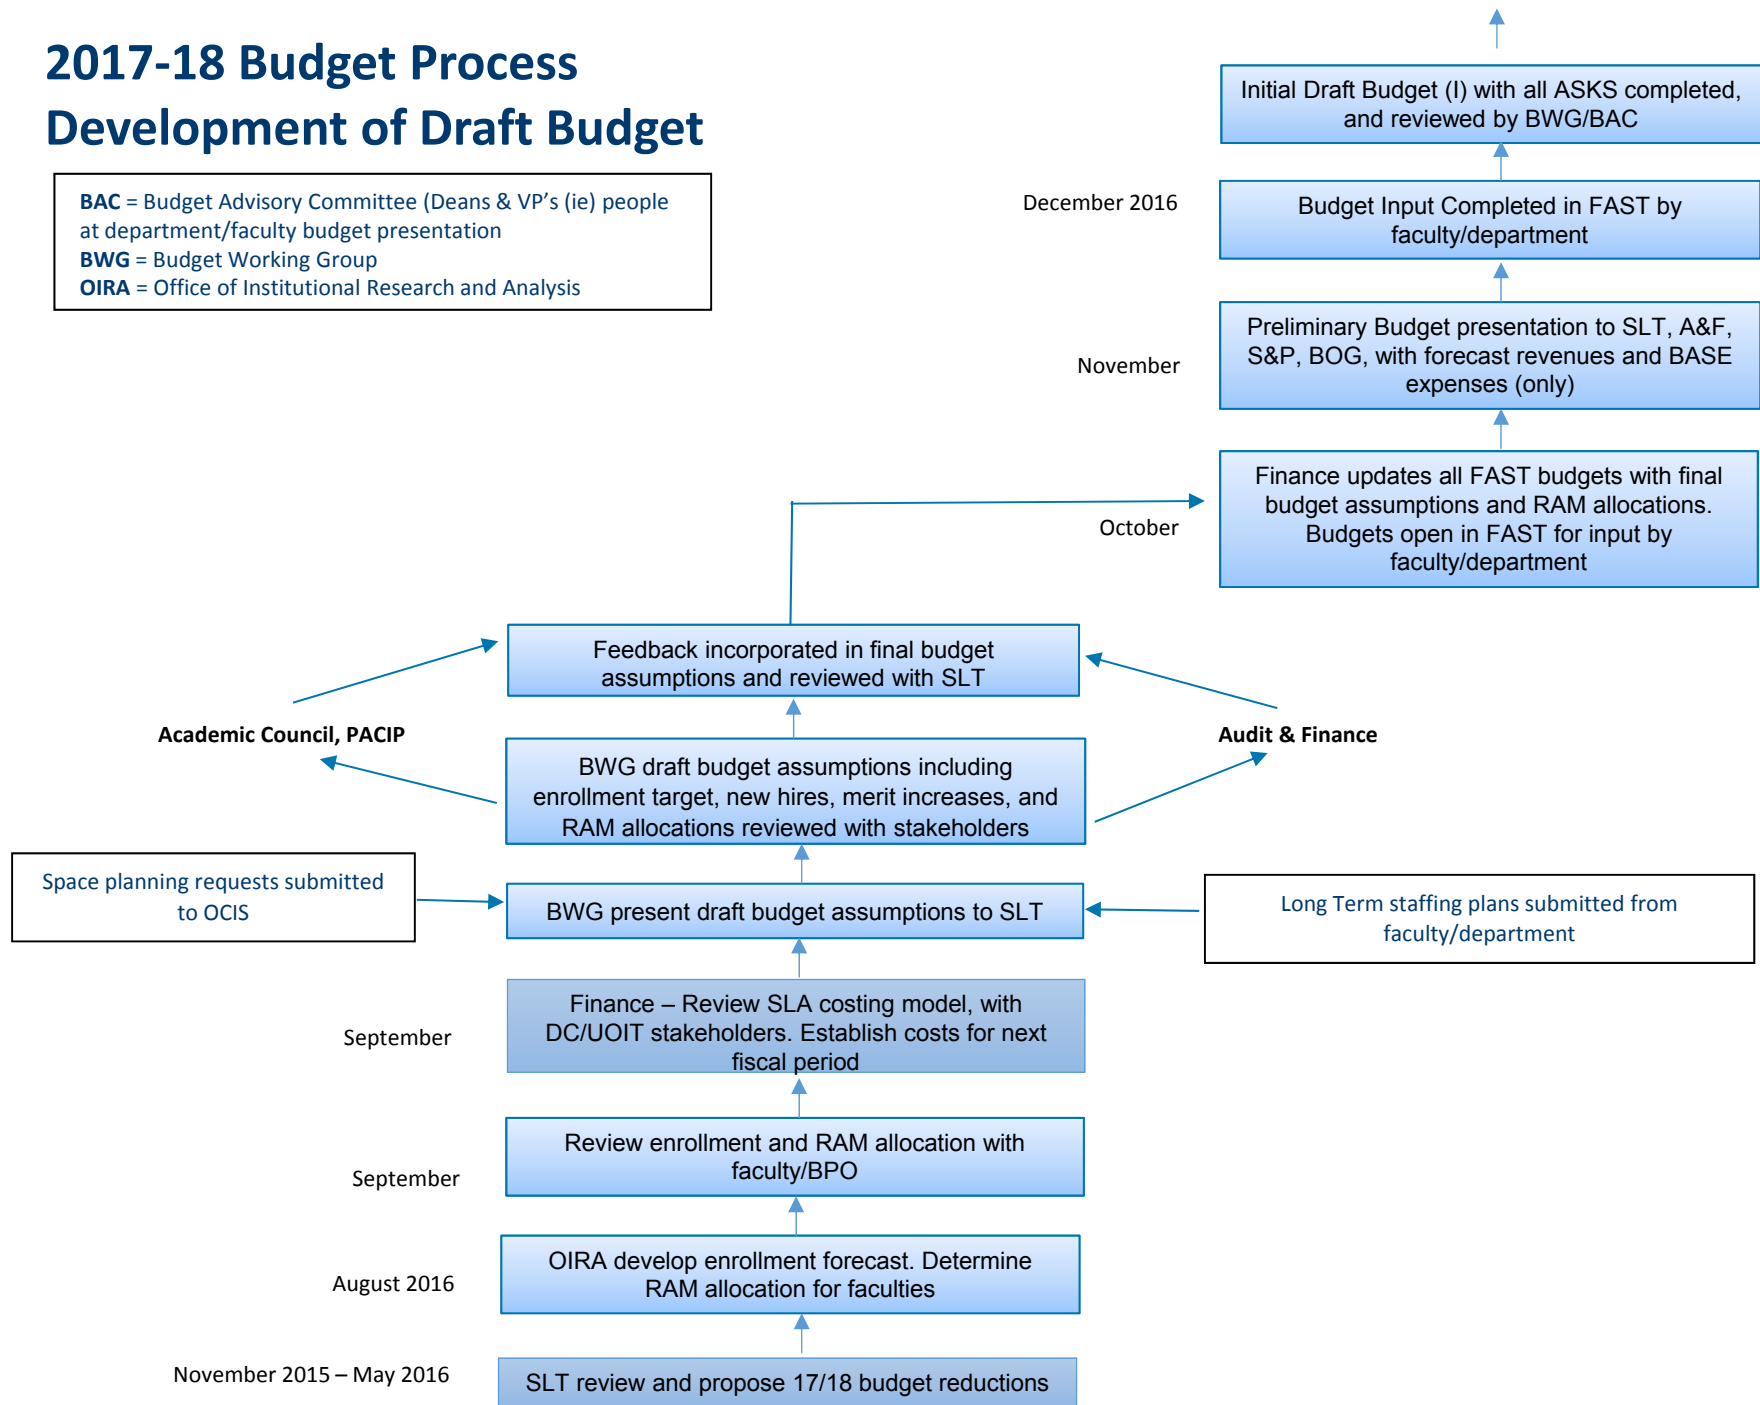 2017-18 Budget Process
Development of Draft Budget
BAC = Budget Advisory Committee (Deans & VP's (ie) people
at department/faculty budget presentation
BWG = Budget Working Group
OIRA = Office of Institutional Research and Analysis
Initial Draft Budget (I) with all ASKS completed,
and reviewed by BWG/BAC
December 2016
Budget Input Completed in FAST by
faculty/department
November
Preliminary Budget presentation to SLT, A&F,
S&P, BOG, with forecast revenues and BASE
expenses (only)
October
Finance updates all FAST budgets with final
budget assumptions and RAM allocations.
Budgets open in FAST for input by
faculty/department
Feedback incorporated in final budget
assumptions and reviewed with SLT
Academic Council, PACIP
Audit & Finance
BWG draft budget assumptions including
enrollment target, new hires, merit increases, and
RAM allocations reviewed with stakeholders
Space planning requests submitted
to OCIS
BWG present draft budget assumptions to SLT
Long Term staffing plans submitted from
faculty/department
September
Finance – Review SLA costing model, with
DC/UOIT stakeholders. Establish costs for next
fiscal period
September
Review enrollment and RAM allocation with
faculty/BPO
August 2016
OIRA develop enrollment forecast. Determine
RAM allocation for faculties
November 2015 – May 2016
SLT review and propose 17/18 budget reductions